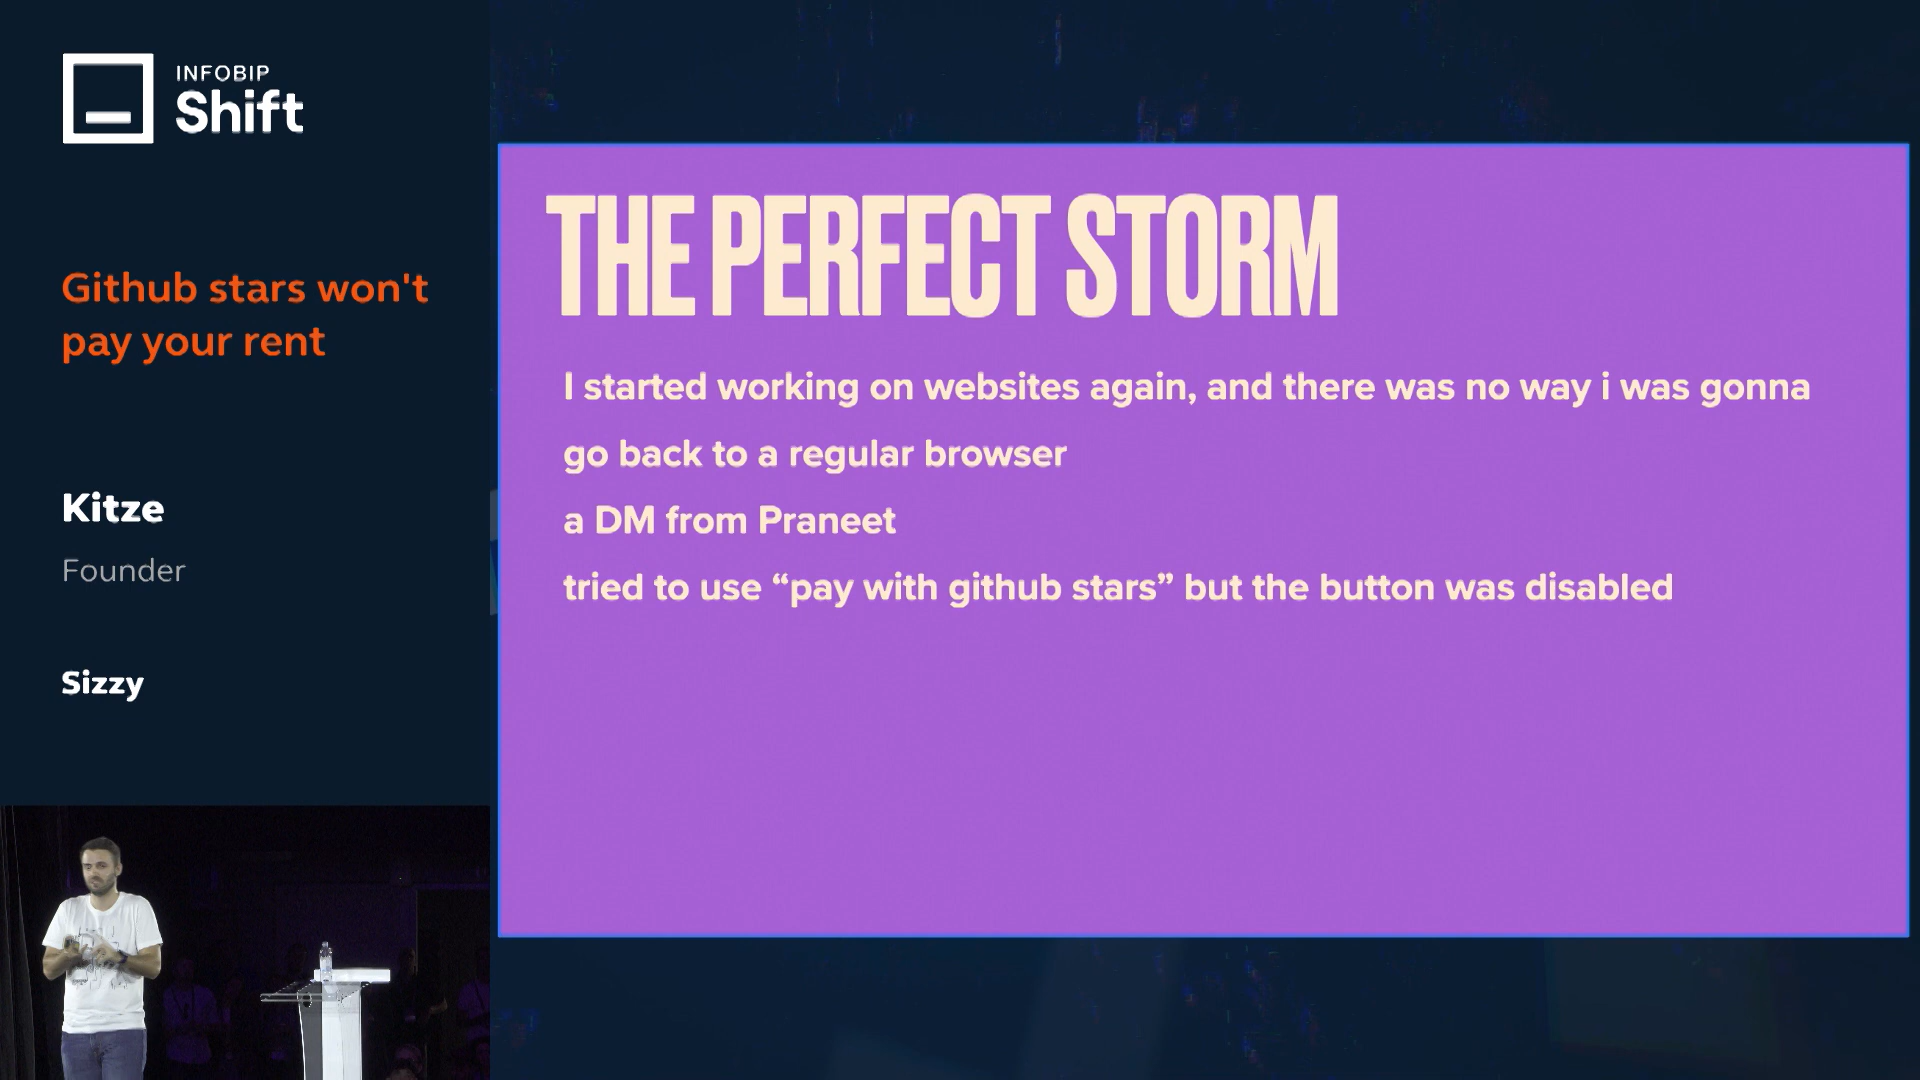 INFOBIP
Shift
Github stars won't
pay your rent
Kitze
Founder
Sizzy
THE PERFECT STORM
I started working on websites again, and there was no way i was gonna
go back to a regular browser
a DM from Praneet
tried to use “pay with github stars” but the button was disabled